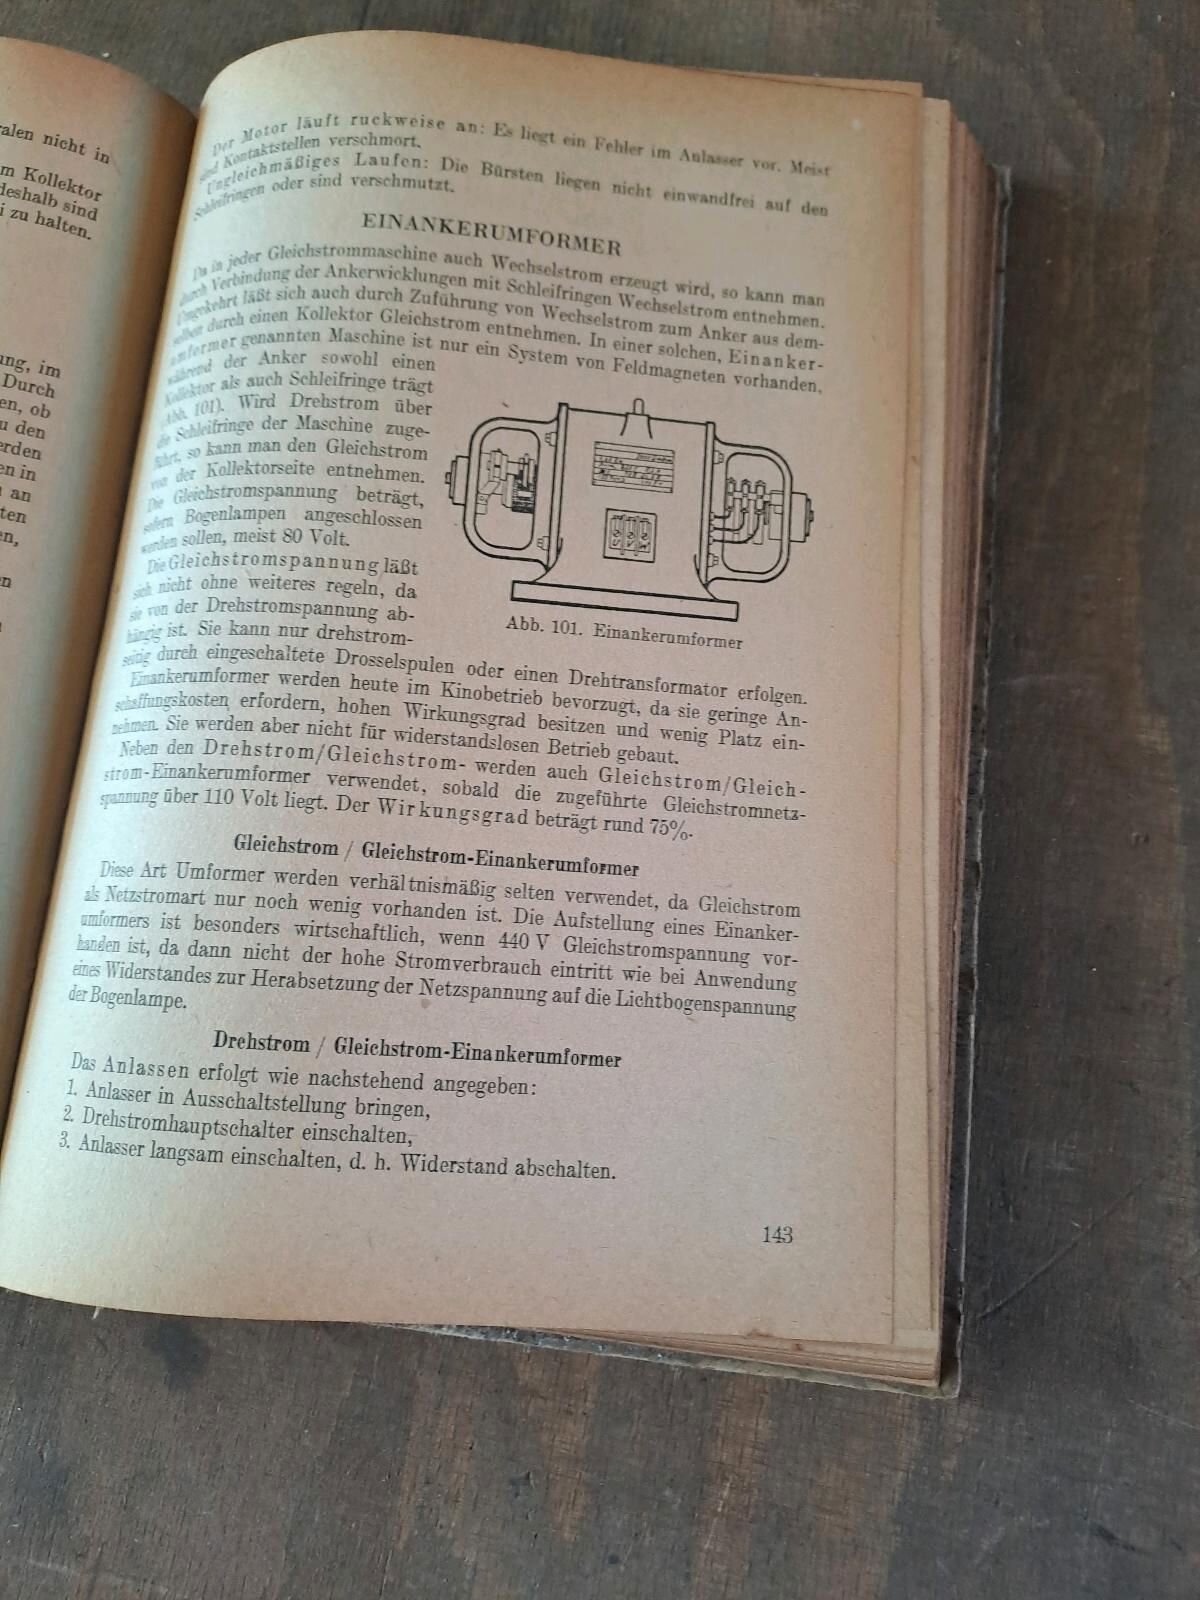 alen nicht in
m Kollektor
deshalb sind
i zu halten.
ung, im
Durch
en, ob
u den
erden
en in
an
ten
en,
en
Der Motor läuft ruckweise an: Es liegt ein Fehler im Anlasser vor. Meist
sind Kontaktstellen verschmort.
Ungleichmäßiges Laufen: Die Bürsten liegen nicht einwandfrei auf den
Schleifringen oder sind verschmutzt.
EINANKERUMFORMER
Da in jeder Gleichstrommaschine auch Wechselstrom erzeugt wird, so kann man
durch Verbindung der Ankerwicklungen mit Schleifringen Wechselstrom entnehmen.
Umgekehrt läßt sich auch durch Zuführung von Wechselstrom zum Anker aus dem-
selben durch einen Kollektor Gleichstrom entnehmen. In einer solchen, Einanker-
umformer genannten Maschine ist nur ein System von Feldmagneten vorhanden,
während der Anker sowohl einen
Kollektor als auch Schleifringe trägt
(Abb. 101). Wird Drehstrom über
die Schleifringe der Maschine zuge-
führt, so kann man den Gleichstrom
von der Kollektorseite entnehmen.
Die Gleichstromspannung beträgt,
sofern Bogenlampen angeschlossen
werden sollen, meist 80 Volt.
Die Gleichstromspannung läßt
sich nicht ohne weiteres regeln, da
sie von der Drehstromspannung ab-
hängig ist. Sie kann nur drehstrom-
Abb. 101. Einankerumformer
seitig durch eingeschaltete Drosselspulen oder einen Drehtransformator erfolgen.
Einankerumformer werden heute im Kinobetrieb bevorzugt, da sie geringe An-
schaffungskosten erfordern, hohen Wirkungsgrad besitzen und wenig Platz ein-
nehmen. Sie werden aber nicht für widerstandslosen Betrieb gebaut.
Neben den Drehstrom/Gleichstrom- werden auch Gleichstrom/Gleich-
strom-Einankerumformer verwendet, sobald die zugeführte Gleichstromnetz-
spannung über 110 Volt liegt. Der Wirkungsgrad beträgt rund 75%.
Gleichstrom / Gleichstrom-Einankerumformer
Diese Art Umformer werden verhältnismäßig selten verwendet, da Gleichstrom
als Netzstromart nur noch wenig vorhanden ist. Die Aufstellung eines Einanker-
umformers ist besonders wirtschaftlich, wenn 440 V Gleichstromspannung vor-
handen ist, da dann nicht der hohe Stromverbrauch eintritt wie bei Anwendung
eines Widerstandes zur Herabsetzung der Netzspannung auf die Lichtbogenspannung
der Bogenlampe.
Drehstrom / Gleichstrom-Einankerumformer
Das Anlassen erfolgt wie nachstehend angegeben:
1. Anlasser in Ausschaltstellung bringen,
2. Drehstromhauptschalter einschalten,
3. Anlasser langsam einschalten, d. h. Widerstand abschalten.
143